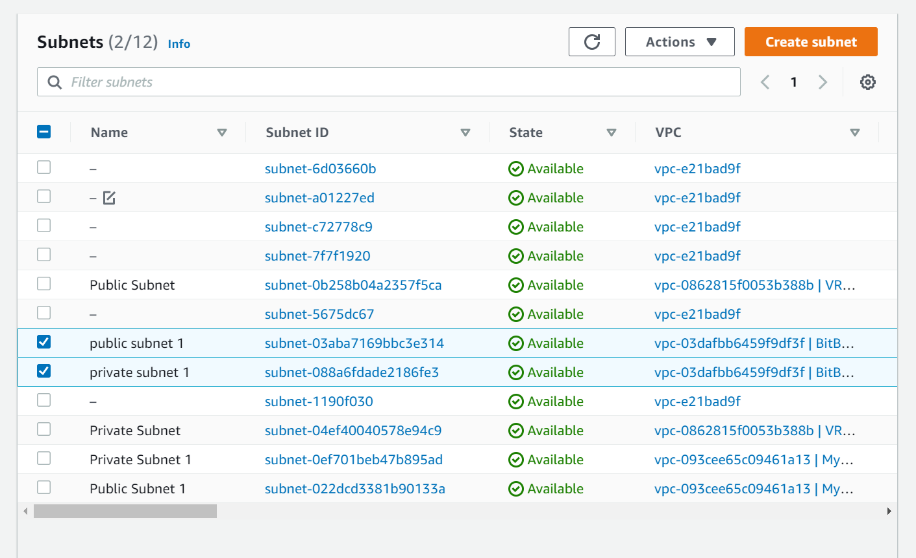 Subnets (2/12) Info
Actions
Create subnet
Filter subnets
1
Name Subnet ID State VPC
– subnet-6d03660b Available vpc-e21bad9f
– subnet-a01227ed Available vpc-e21bad9f
– subnet-c72778c9 Available vpc-e21bad9f
– subnet-7f7f1920 Available vpc-e21bad9f
Public Subnet subnet-0b258b04a2357f5ca Available vpc-0862815f0053b388b | VR...
– subnet-5675dc67 Available vpc-e21bad9f
public subnet 1 subnet-03aba7169bbc3e314 Available vpc-03dafbb6459f9df3f | BitB...
private subnet 1 subnet-088a6fdade2186fe3 Available vpc-03dafbb6459f9df3f | BitB...
– subnet-1190f030 Available vpc-e21bad9f
Private Subnet subnet-04ef40040578e94c9 Available vpc-0862815f0053b388b | VR...
Private Subnet 1 subnet-0ef701beb47b895ad Available vpc-093cee65c09461a13 | My...
Public Subnet 1 subnet-022dcd3381b90133a Available vpc-093cee65c09461a13 | My...